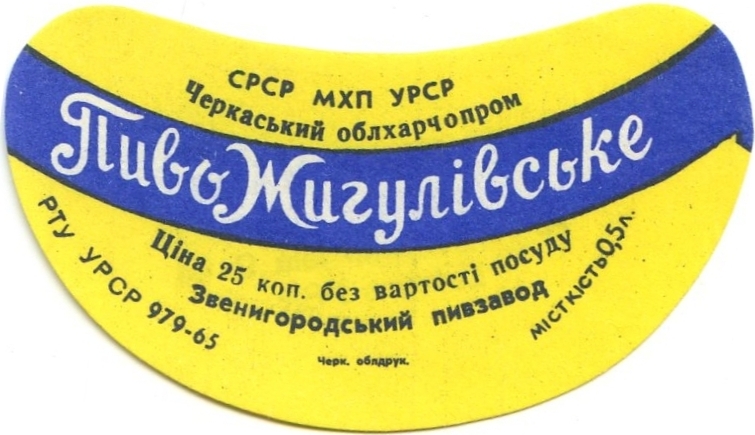 СРСР МХП УРСР
Черкаський облхарчопром
Пиво Жигулівське
Ціна 25 коп. без вартості посуду
Звенигородський пивзавод
РТУ УРСР 979-65
місткість 0,5л.
Черк. облдрук.